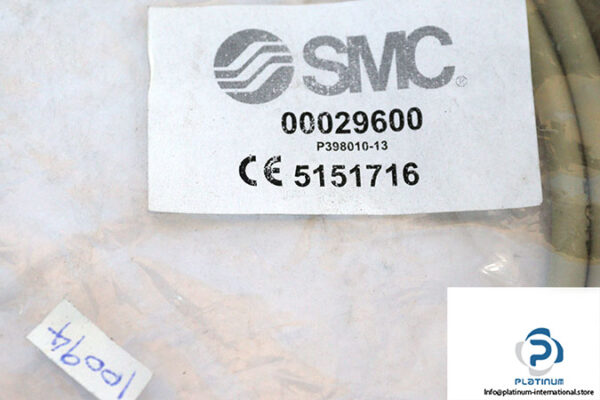 SMC
00029600
P398010-13
CE 5151716
10094
PLATINUM
Info@platinum-international.store